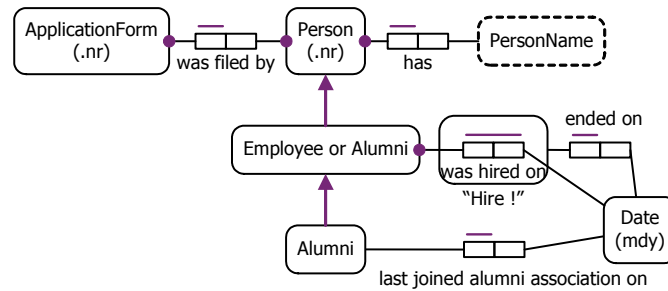 ApplicationForm
(.nr)
was filed by
Person
(.nr)
has
PersonName
Employee or Alumni
was hired on
"Hire !"
ended on
Date
(mdy)
Alumni
last joined alumni association on